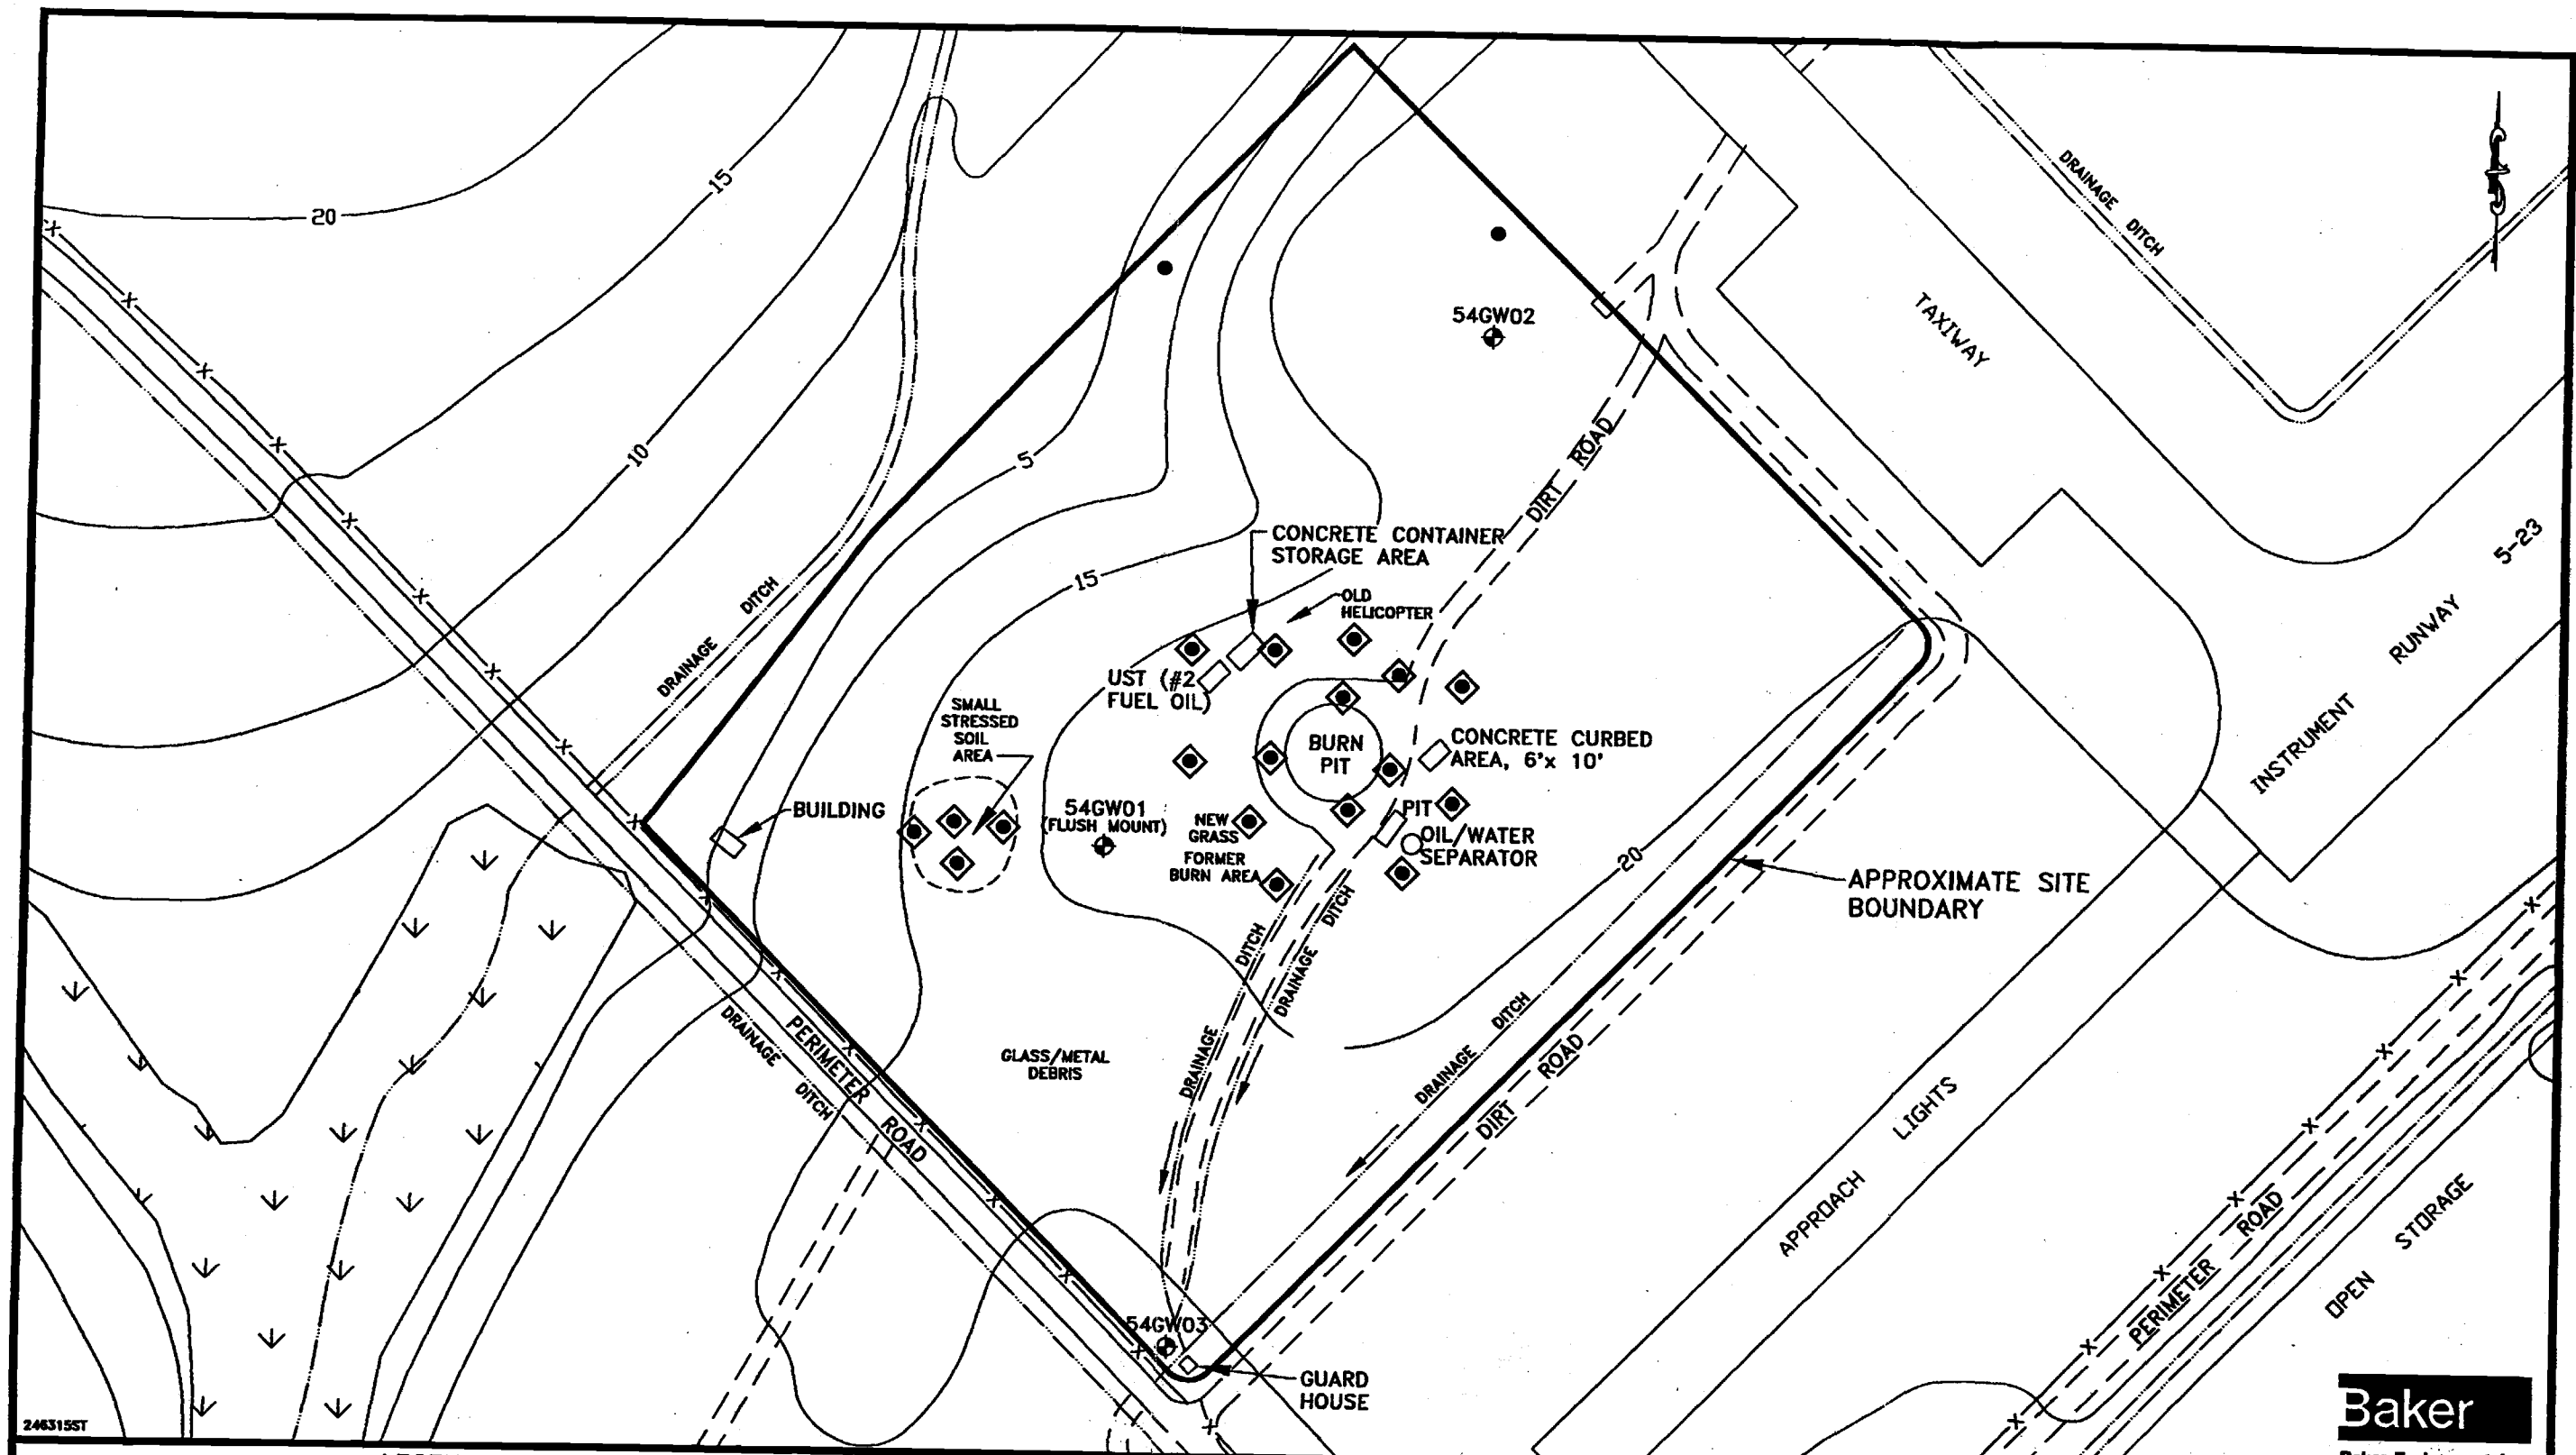 20
15
10
5
DRAINAGE DITCH
TAXIWAY
54GW02
5-23
RUNWAY
INSTRUMENT
DIRT ROAD
CONCRETE CONTAINER
STORAGE AREA
15
OLD
HELICOPTER
DRAINAGE DITCH
UST (#2
FUEL OIL)
SMALL
STRESSED
SOIL
AREA
BURN
PIT
CONCRETE CURBED
AREA, 6'x 10'
BUILDING
54GW01
(FLUSH MOUNT)
NEW
GRASS
FORMER
BURN AREA
PIT
OIL/WATER
SEPARATOR
20
APPROXIMATE SITE
BOUNDARY
DRAINAGE DITCH
DRAINAGE DITCH
DRAINAGE DITCH
DIRT ROAD
PERIMETER ROAD
DRAINAGE DITCH
GLASS/METAL
DEBRIS
APPROACH LIGHTS
PERIMETER ROAD
OPEN STORAGE
54GW03
GUARD
HOUSE
246315ST
Baker